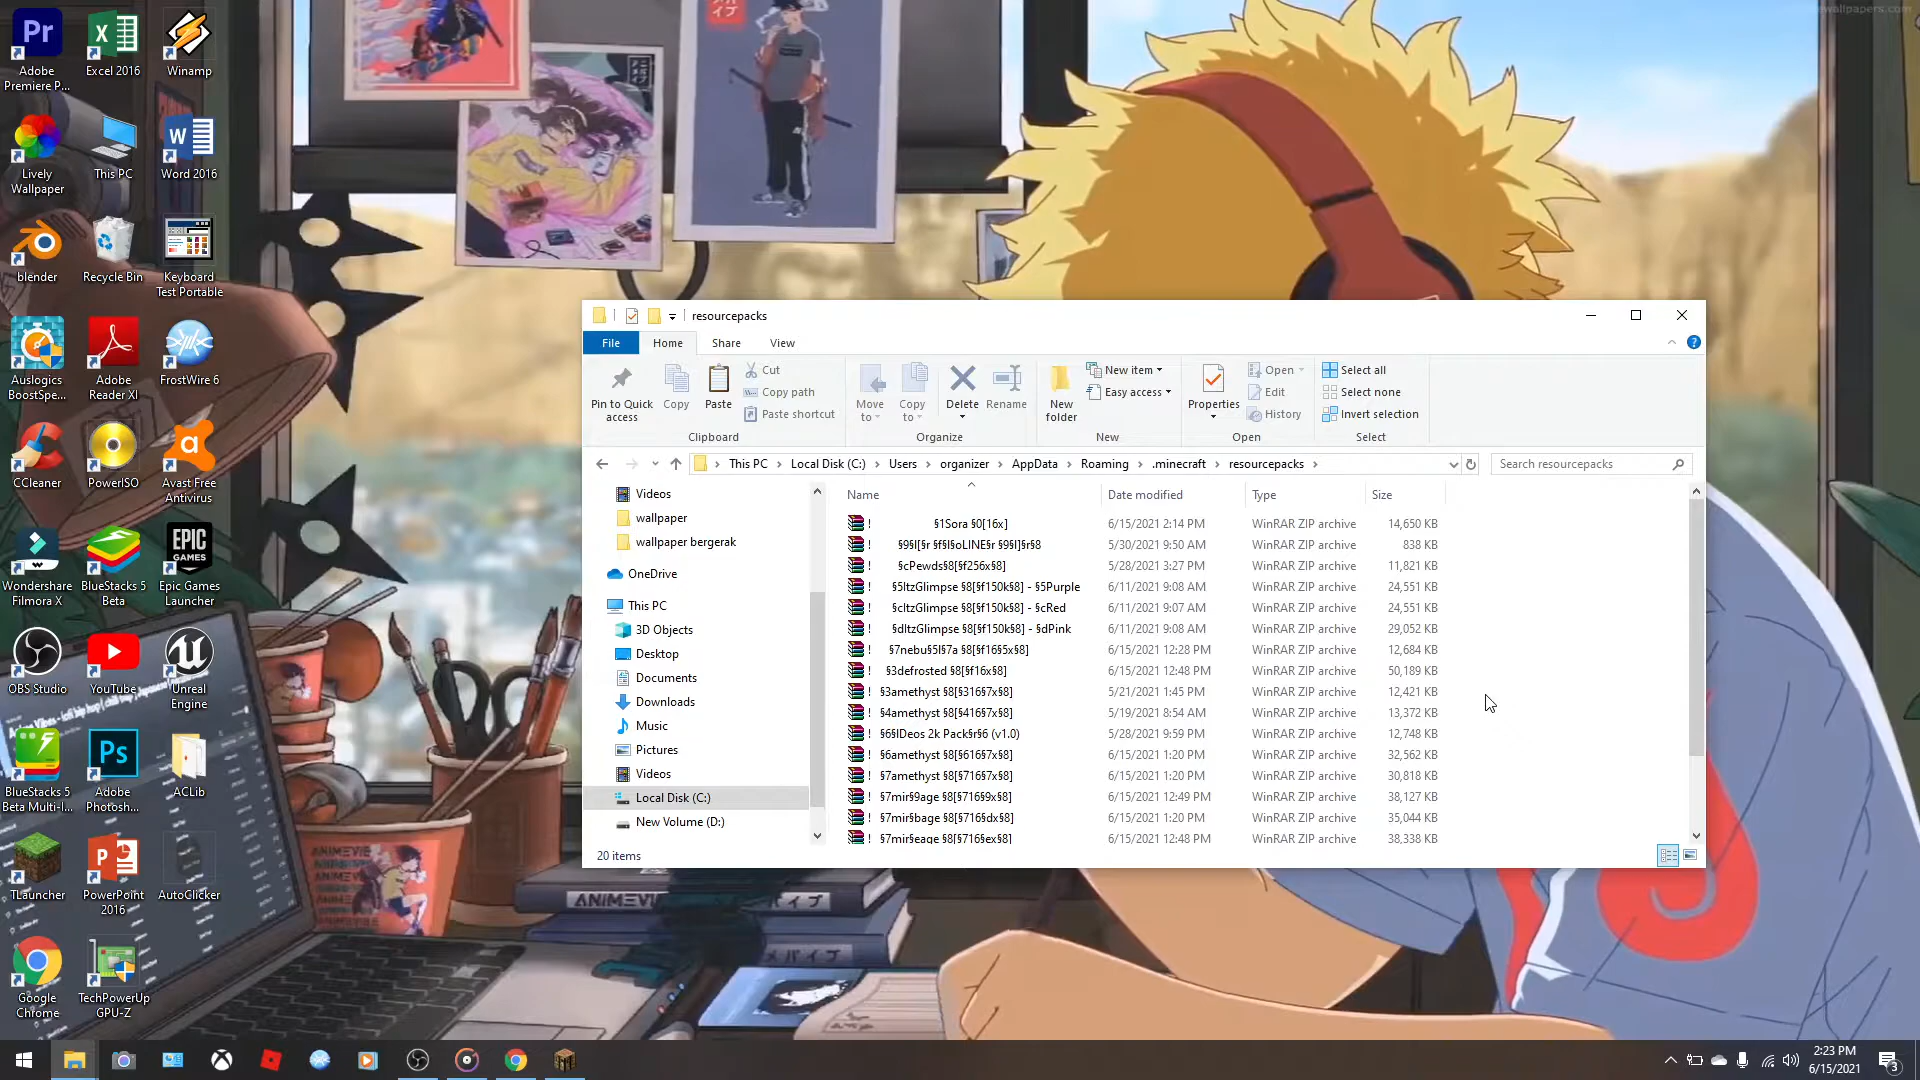 Adobe
Premiere P...
Excel 2016
Winamp
Lively
Wallpaper
This PC
Word 2016
blender
Recycle Bin
Keyboard
Test Portable
Auslogics
BoostSpe...
Adobe
Reader XI
FrostWire 6
CCleaner
PowerISO
Avast Free
Antivirus
Wondershare
Filmora X
BlueStacks 5
Beta
Epic Games
Launcher
OBS Studio
YouTube
Unreal
Engine
BlueStacks 5
Beta Multi-I...
Adobe
Photosh...
ACLib
TLauncher
PowerPoint
2016
AutoClicker
Google
Chrome
TechPowerUp
GPU-Z
resourcepacks
File Home Share View
Pin to Quick
access
Copy
Paste
Cut
Copy path
Paste shortcut
Clipboard
Move
to
Copy
to
Delete
Rename
Organize
New
folder
New item
Easy access
New
Properties
Open
Edit
History
Open
Select all
Select none
Invert selection
Select
This PC > Local Disk (C:) > Users > organizer > AppData > Roaming > .minecraft > resourcepacks >
Search resourcepacks
Videos
wallpaper
wallpaper bergerak
OneDrive
This PC
3D Objects
Desktop
Documents
Downloads
Music
Pictures
Videos
Local Disk (C:)
New Volume (D:)
Name Date modified Type Size
! §1Sora §0[16x] 6/15/2021 2:14 PM WinRAR ZIP archive 14,650 KB
! §9§l[§r §f§l§oLINE§r §9§l]§r§8 5/30/2021 9:50 AM WinRAR ZIP archive 838 KB
! §cPewds§8[§f256x§8] 5/28/2021 3:27 PM WinRAR ZIP archive 11,821 KB
! §5ItzGlimpse §8[§f150k§8] - §5Purple 6/11/2021 9:08 AM WinRAR ZIP archive 24,551 KB
! §cItzGlimpse §8[§f150k§8] - §cRed 6/11/2021 9:07 AM WinRAR ZIP archive 24,551 KB
! §dItzGlimpse §8[§f150k§8] - §dPink 6/11/2021 9:08 AM WinRAR ZIP archive 29,052 KB
! §7nebu§5l§7a §8[§f16§5x§8] 6/15/2021 12:28 PM WinRAR ZIP archive 12,684 KB
! §3defrosted §8[§f16x§8] 6/15/2021 12:48 PM WinRAR ZIP archive 50,189 KB
! §3amethyst §8[§316§7x§8] 5/21/2021 1:45 PM WinRAR ZIP archive 12,421 KB
! §4amethyst §8[§416§7x§8] 5/19/2021 8:54 AM WinRAR ZIP archive 13,372 KB
! §6§lDeos 2k Pack§r§6 (v1.0) 5/28/2021 9:59 PM WinRAR ZIP archive 12,748 KB
! §6amethyst §8[§616§7x§8] 6/15/2021 1:20 PM WinRAR ZIP archive 32,562 KB
! §7amethyst §8[§716§7x§8] 6/15/2021 1:20 PM WinRAR ZIP archive 30,818 KB
! §7mir§9age §8[§716§9x§8] 6/15/2021 12:49 PM WinRAR ZIP archive 38,127 KB
! §7mir§bage §8[§716§dx§8] 6/15/2021 1:20 PM WinRAR ZIP archive 35,044 KB
! §7mir§eage §8[§716§ex§8] 6/15/2021 12:48 PM WinRAR ZIP archive 38,338 KB
20 items
ANIMEVIBE
2:23 PM
6/15/2021
3